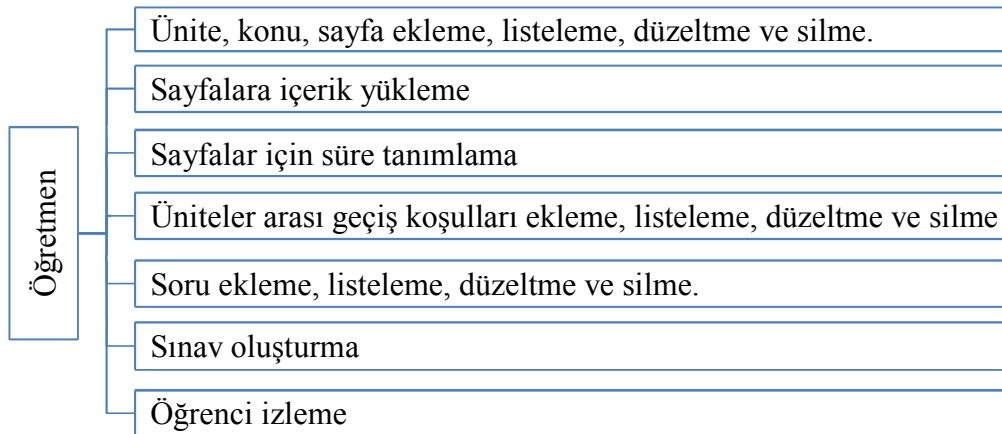 Öğretmen
Ünite, konu, sayfa ekleme, listeleme, düzeltme ve silme.
Sayfalara içerik yükleme
Sayfalar için süre tanımlama
Üniteler arası geçiş koşulları ekleme, listeleme, düzeltme ve silme
Soru ekleme, listeleme, düzeltme ve silme.
Sınav oluşturma
Öğrenci izleme